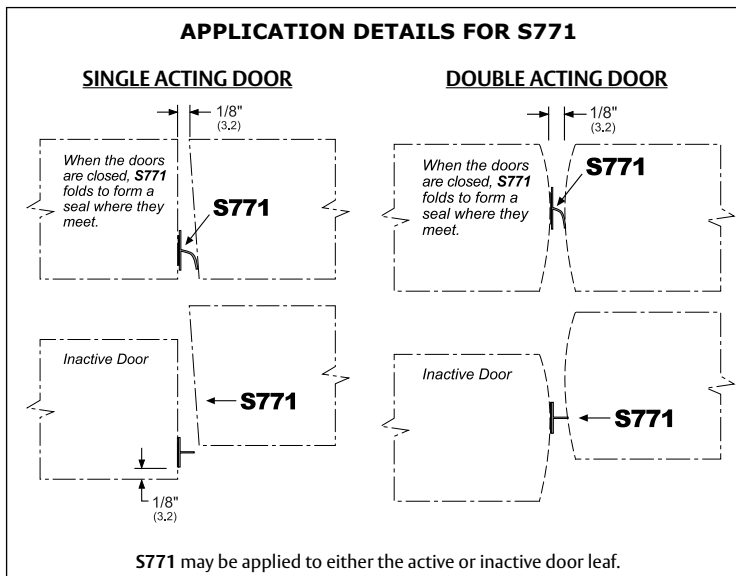 APPLICATION DETAILS FOR S771
SINGLE ACTING DOOR
1/8"
(3.2)
When the doors
are closed, S771
folds to form a
seal where they
meet.
S771
Inactive Door
S771
1/8"
(3.2)
DOUBLE ACTING DOOR
1/8"
(3.2)
When the doors
are closed, S771
folds to form a
seal where they
meet.
S771
Inactive Door
S771
S771 may be applied to either the active or inactive door leaf.